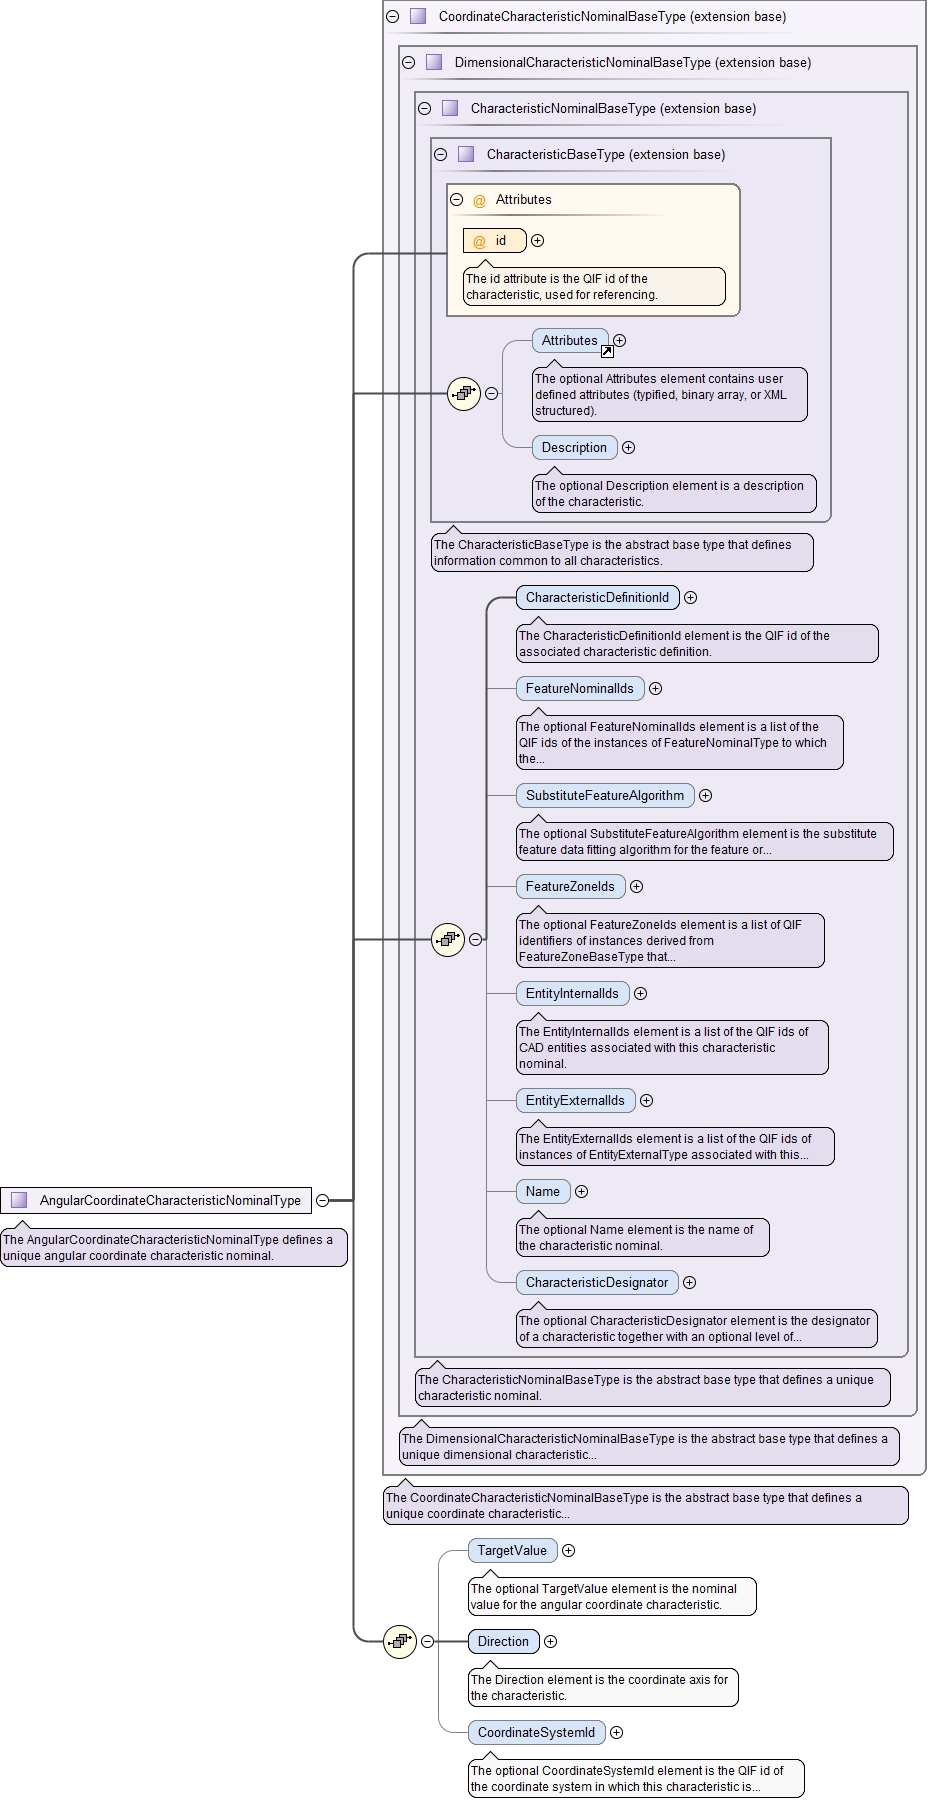 CoordinateCharacteristicNominalBaseType (extension base)
DimensionalCharacteristicNominalBaseType (extension base)
CharacteristicNominalBaseType (extension base)
CharacteristicBaseType (extension base)
@ Attributes
@ id
The id attribute is the QIF id of the
characteristic, used for referencing.
Attributes
The optional Attributes element contains user
defined attributes (typified, binary array, or XML
structured).
Description
The optional Description element is a description
of the characteristic.
The CharacteristicBaseType is the abstract base type that defines
information common to all characteristics.
CharacteristicDefinitionId
The CharacteristicDefinitionId element is the QIF id of the
associated characteristic definition.
FeatureNominalIds
The optional FeatureNominalIds element is a list of the
QIF ids of the instances of FeatureNominalType to which
the...
SubstituteFeatureAlgorithm
The optional SubstituteFeatureAlgorithm element is the substitute
feature data fitting algorithm for the feature or...
FeatureZoneIds
The optional FeatureZoneIds element is a list of QIF
identifiers of instances derived from
FeatureZoneBaseType that...
EntityInternalIds
The EntityInternalIds element is a list of the QIF ids of
CAD entities associated with this characteristic
nominal.
EntityExternalIds
The EntityExternalIds element is a list of the QIF ids of
instances of EntityExternalType associated with this...
Name
The optional Name element is the name of
the characteristic nominal.
CharacteristicDesignator
The optional CharacteristicDesignator element is the designator
of a characteristic together with an optional level of...
The CharacteristicNominalBaseType is the abstract base type that defines a unique
characteristic nominal.
The DimensionalCharacteristicNominalBaseType is the abstract base type that defines a
unique dimensional characteristic...
The CoordinateCharacteristicNominalBaseType is the abstract base type that defines a
unique coordinate characteristic...
AngularCoordinateCharacteristicNominalType
The AngularCoordinateCharacteristicNominalType defines a
unique angular coordinate characteristic nominal.
TargetValue
The optional TargetValue element is the nominal
value for the angular coordinate characteristic.
Direction
The Direction element is the coordinate axis for
the characteristic.
CoordinateSystemId
The optional CoordinateSystemId element is the QIF id of
the coordinate system in which this characteristic is...